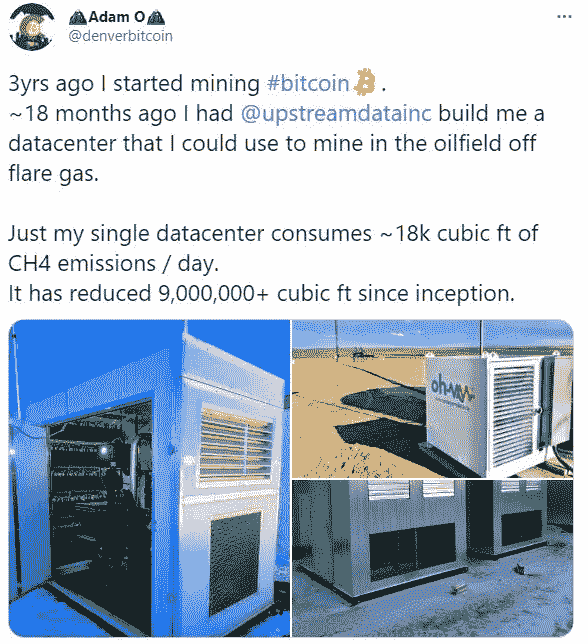 Adam O
@denverbitcoin
3yrs ago I started mining #bitcoin .
~18 months ago I had @upstreamdatainc build me a
datacenter that I could use to mine in the oilfield off
flare gas.
Just my single datacenter consumes ~18k cubic ft of
CH4 emissions / day.
It has reduced 9,000,000+ cubic ft since inception.